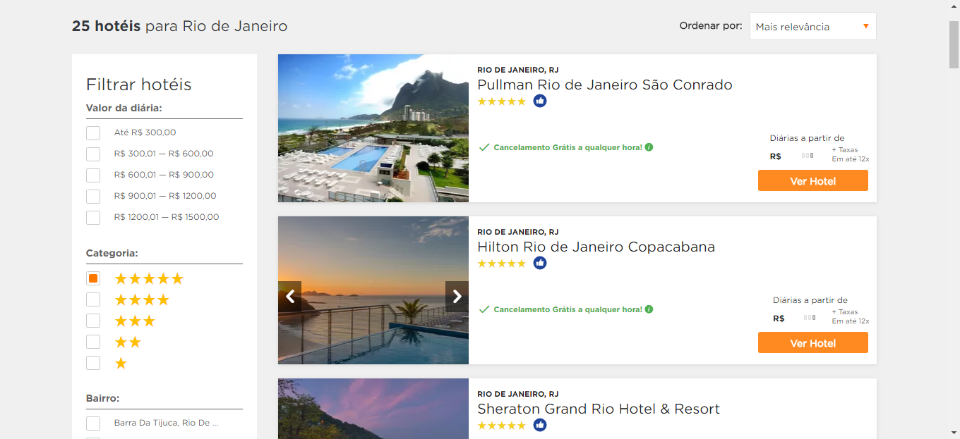 25 hotéis para Rio de Janeiro
Ordenar por:
Mais relevância
Filtrar hotéis
Valor da diária:
Até R$ 300,00
R$ 300,01 — R$ 600,00
R$ 600,01 — R$ 900,00
R$ 900,01 — R$ 1200,00
R$ 1200,01 — R$ 1500,00
Categoria:
Bairro:
Barra Da Tijuca, Rio De ...
RIO DE JANEIRO, RJ
Pullman Rio de Janeiro São Conrado
Cancelamento Grátis a qualquer hora!
Diárias a partir de
R$
+ Taxas
Em até 12x
Ver Hotel
RIO DE JANEIRO, RJ
Hilton Rio de Janeiro Copacabana
Cancelamento Grátis a qualquer hora!
Diárias a partir de
R$
+ Taxas
Em até 12x
Ver Hotel
RIO DE JANEIRO, RJ
Sheraton Grand Rio Hotel & Resort